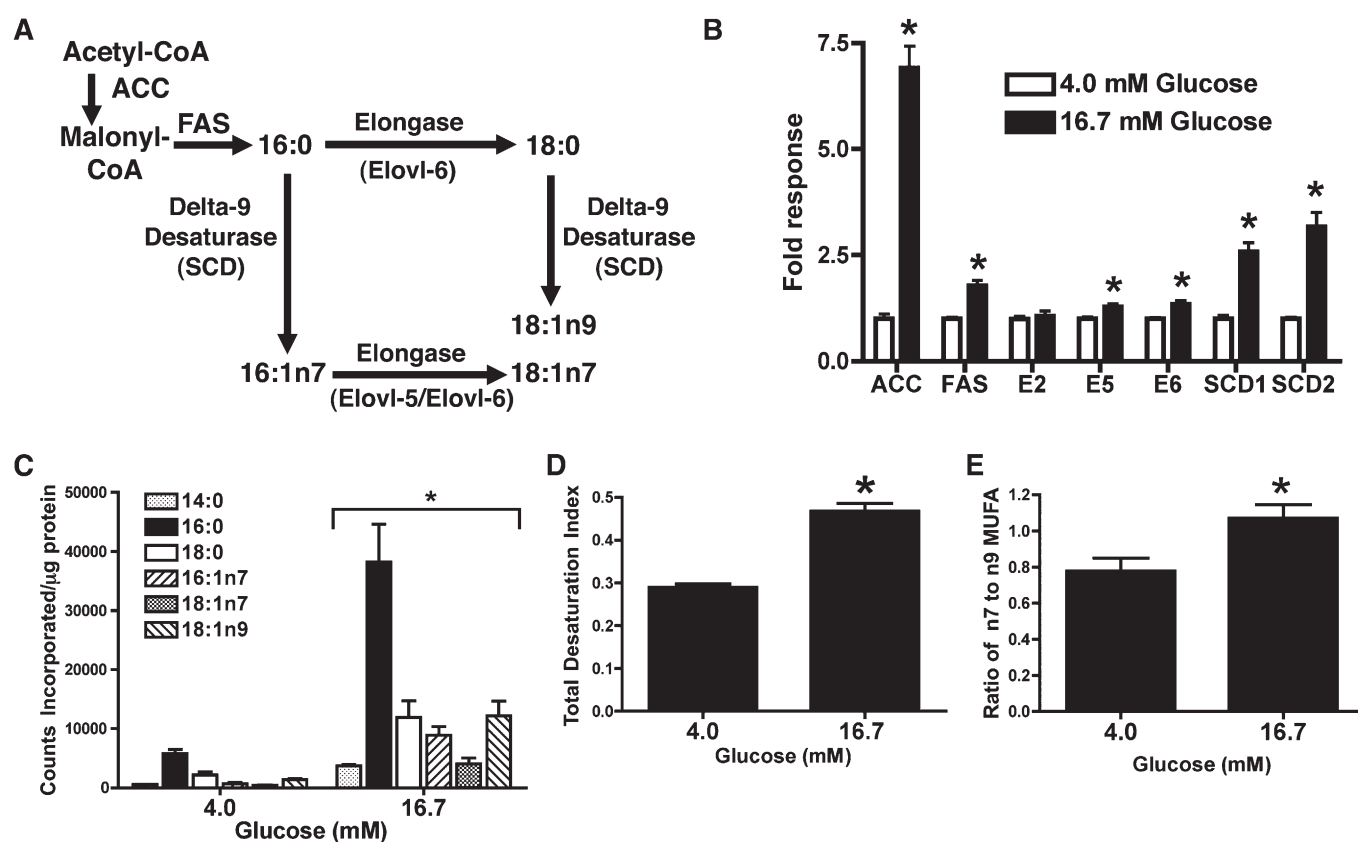 A
Acetyl-CoA
ACC
Malonyl-
CoA
FAS
16:0
Elongase
(Elovl-6)
18:0
Delta-9
Desaturase
(SCD)
Delta-9
Desaturase
(SCD)
18:1n9
16:1n7
Elongase
(Elovl-5/Elovl-6)
18:1n7
B
Fold response
7.5
5.0
2.5
0.0
4.0 mM Glucose
16.7 mM Glucose
*
*
*
*
*
*
ACC FAS E2 E5 E6 SCD1 SCD2
C
Counts Incorporated/µg protein
50000
40000
30000
20000
10000
0
14:0
16:0
18:0
16:1n7
18:1n7
18:1n9
*
4.0 16.7
Glucose (mM)
D
Total Desaturation Index
0.5
0.4
0.3
0.2
0.1
0.0
*
4.0 16.7
Glucose (mM)
E
Ratio of n7 to n9 MUFA
1.2
1.0
0.8
0.6
0.4
0.2
0.0
*
4.0 16.7
Glucose (mM)